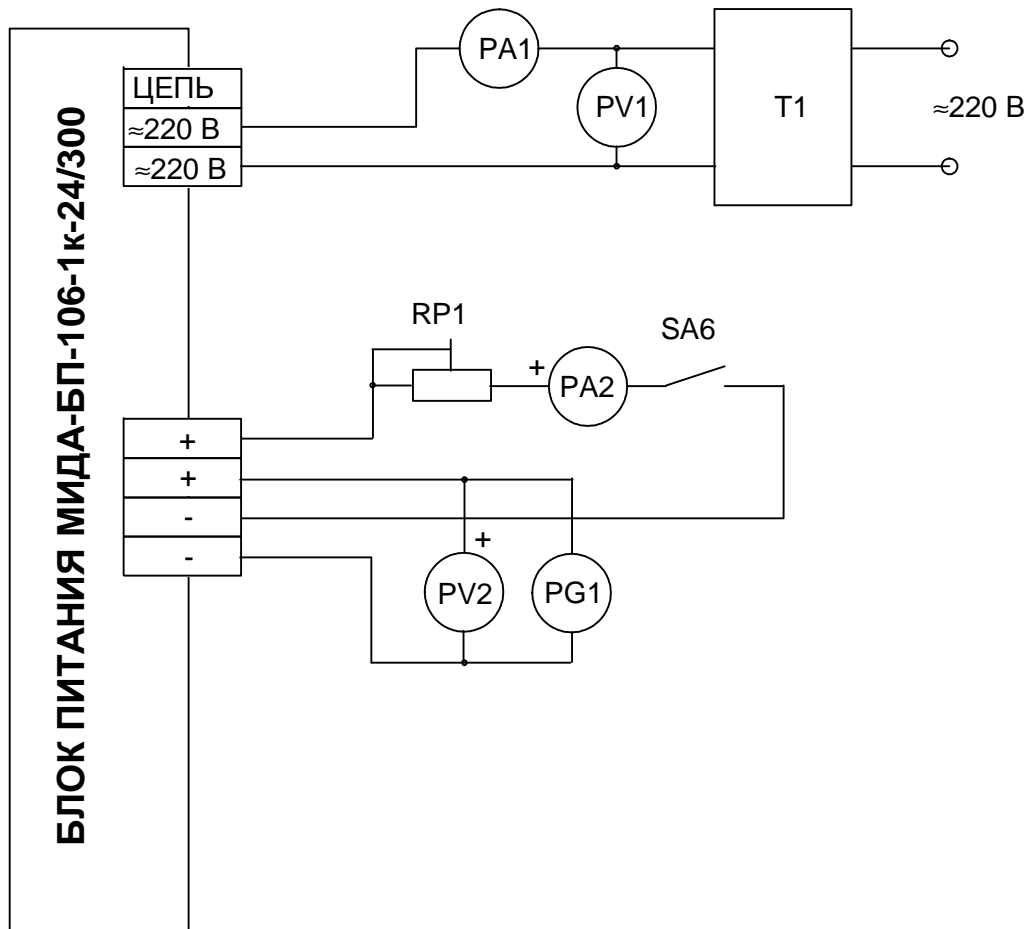 БЛОК ПИТАНИЯ МИДА-БП-106-1к-24/300
ЦЕПЬ
≈220 В
≈220 В
PA1
PV1
T1
≈220 В
RP1
SA6
+
PA2
+
+
-
-
+
PV2
PG1